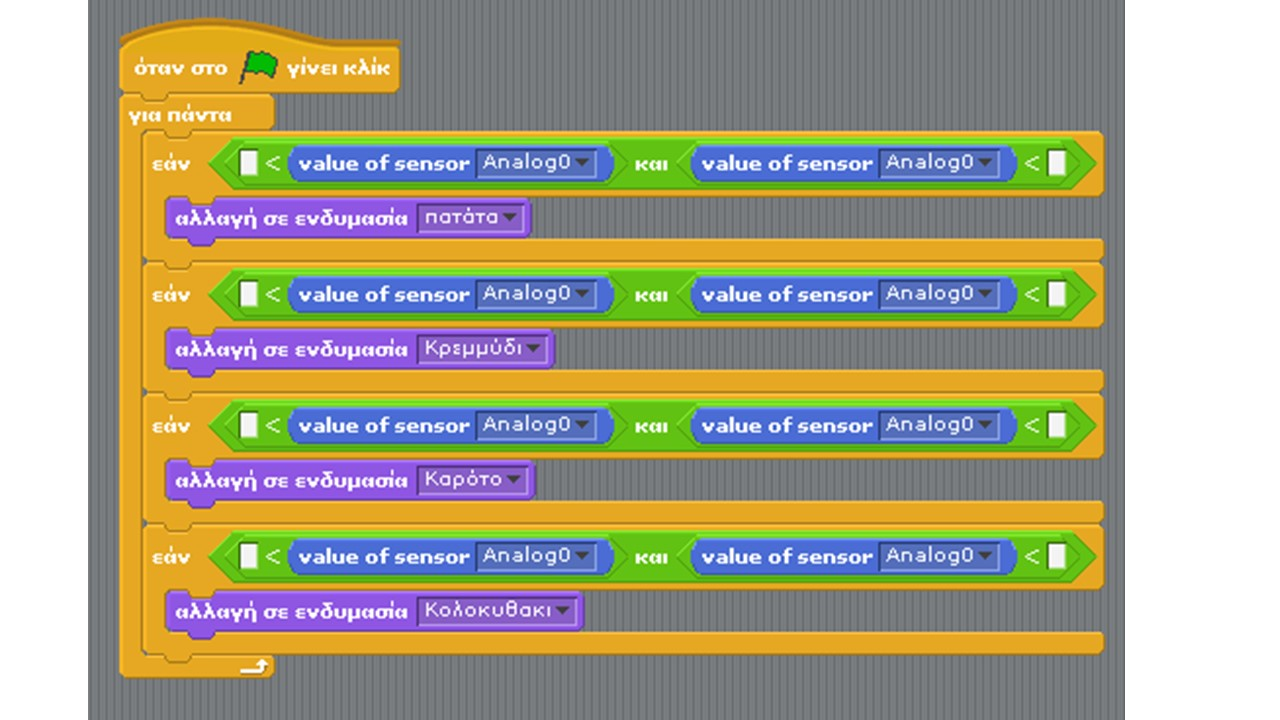 όταν στο γίνει κλίκ
για πάντα
εάν < value of sensor Analog0 και value of sensor Analog0 <
αλλαγή σε ενδυμασία πατάτα
εάν < value of sensor Analog0 και value of sensor Analog0 <
αλλαγή σε ενδυμασία Κρεμμύδι
εάν < value of sensor Analog0 και value of sensor Analog0 <
αλλαγή σε ενδυμασία Καρότο
εάν < value of sensor Analog0 και value of sensor Analog0 <
αλλαγή σε ενδυμασία Κολοκυθακι